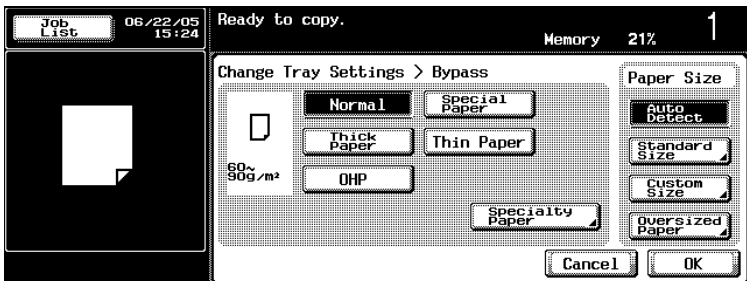 Job
List
06/22/05
15:24
Ready to copy.
1
Memory 21%
Change Tray Settings > Bypass
Paper Size
Normal
Special
Paper
Auto
Detect
Thick
Paper
Thin Paper
Standard
Size
60~
90g/m²
OHP
Custom
Size
Specialty
Paper
Oversized
Paper
Cancel
OK